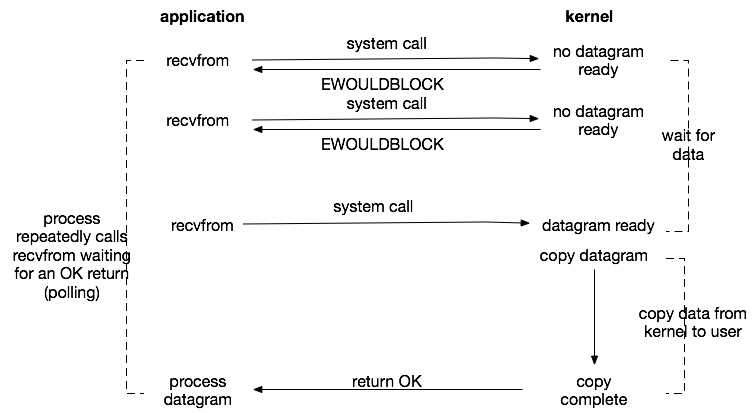 application
kernel
recvfrom
system call
no datagram
ready
EWOULDBLOCK
system call
recvfrom
no datagram
ready
EWOULDBLOCK
wait for
data
process
repeatedly calls
recvfrom waiting
for an OK return
(polling)
recvfrom
system call
datagram ready
copy datagram
copy data from
kernel to user
process
datagram
return OK
copy
complete